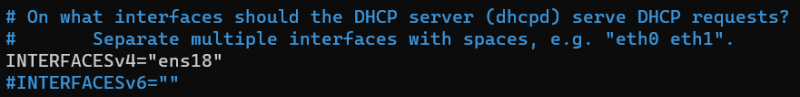 # On what interfaces should the DHCP server (dhcpd) serve DHCP requests?
#       Separate multiple interfaces with spaces, e.g. "eth0 eth1".
INTERFACESv4="ens18"
#INTERFACESv6=""